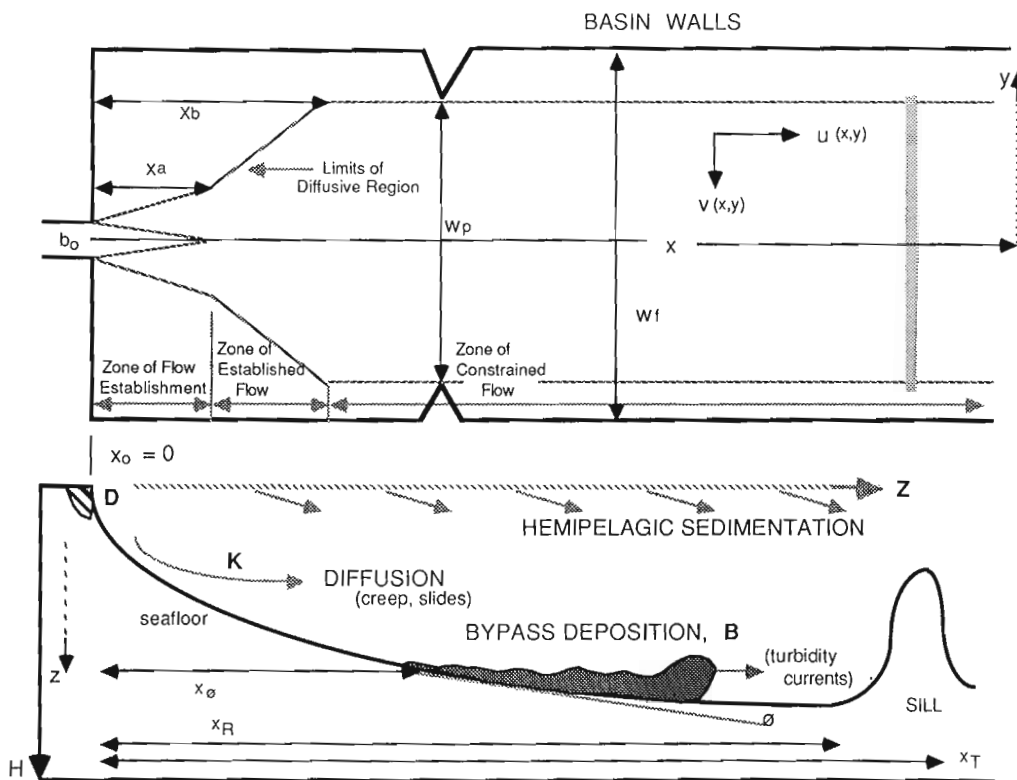 BASIN WALLS
y
Xb
u (x,y)
Xa
Limits of
Diffusive Region
v (x,y)
bo
Wp
x
Wf
Zone of Flow
Establishment
Zone of
Established
Flow
Zone of
Constrained
Flow
xo = 0
D
Z
HEMIPELAGIC SEDIMENTATION
K
DIFFUSION
(creep, slides)
seafloor
BYPASS DEPOSITION, B
(turbidity
currents)
z
xø
ø
SILL
xR
H
xT